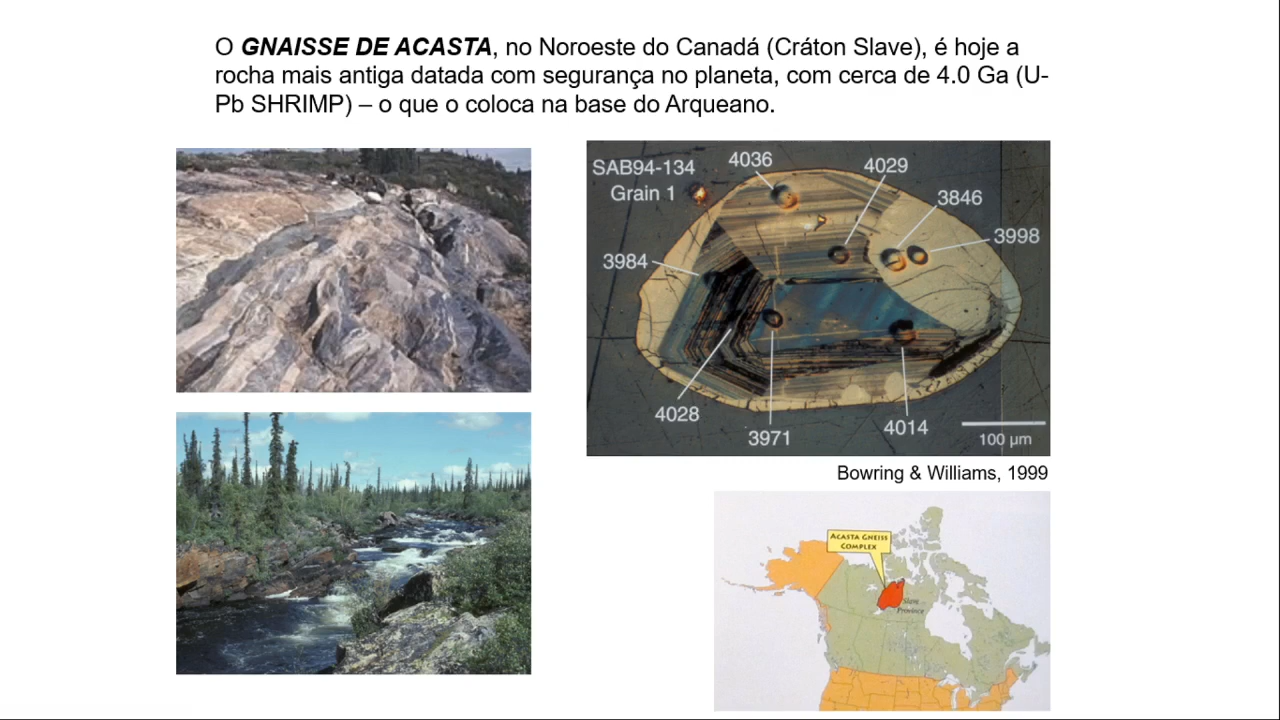 O GNAISSE DE ACASTA, no Noroeste do Canadá (Cráton Slave), é hoje a
rocha mais antiga datada com segurança no planeta, com cerca de 4.0 Ga (U-
Pb SHRIMP) – o que o coloca na base do Arqueano.
SAB94-134
Grain 1
4036
4029
3846
3998
3984
4028
3971
4014
100 µm
Bowring & Williams, 1999
ACASTA GNEISS
COMPLEX
Slave
Province